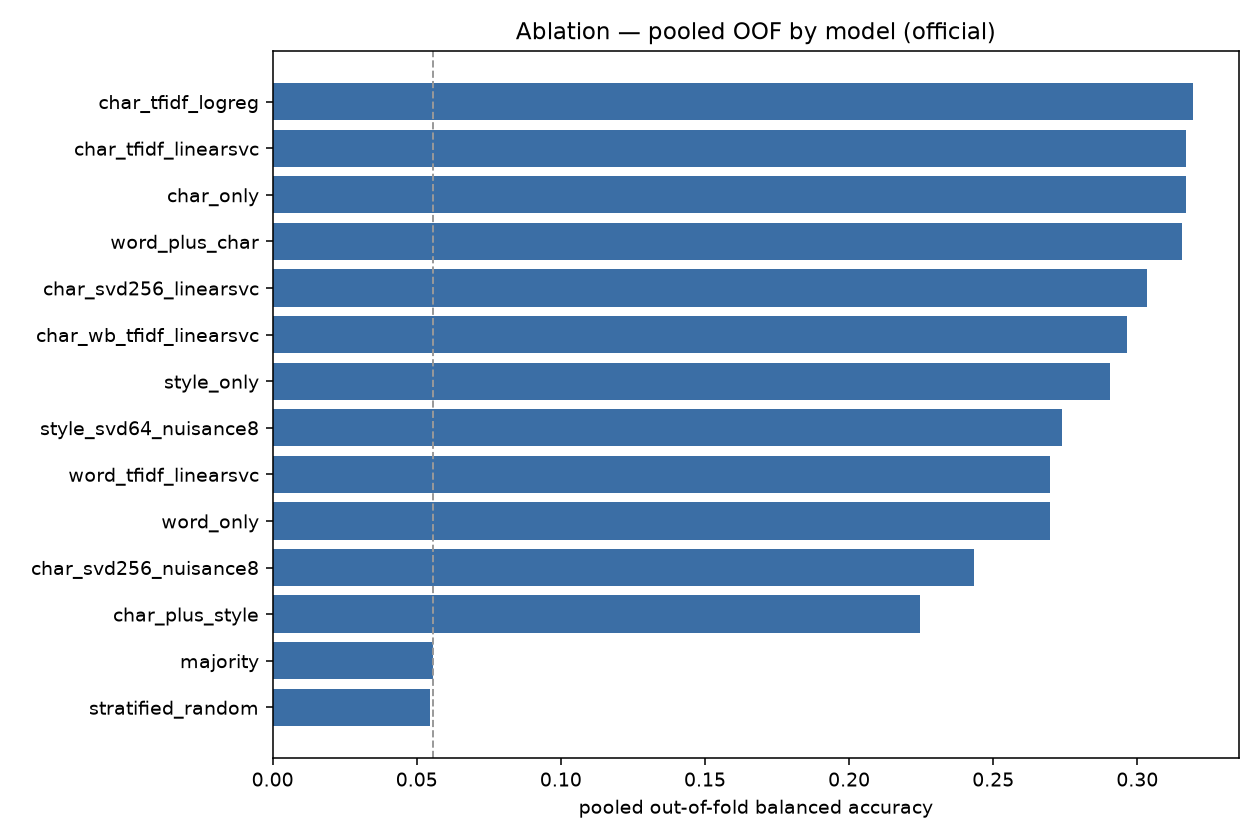 Ablation — pooled OOF by model (official)
char_tfidf_logreg
char_tfidf_linearsvc
char_only
word_plus_char
char_svd256_linearsvc
char_wb_tfidf_linearsvc
style_only
style_svd64_nuisance8
word_tfidf_linearsvc
word_only
char_svd256_nuisance8
char_plus_style
majority
stratified_random
0.00 0.05 0.10 0.15 0.20 0.25 0.30
pooled out-of-fold balanced accuracy